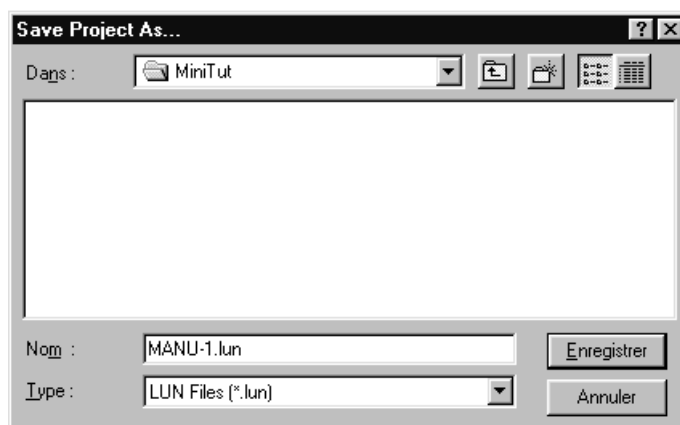 Save Project As...
Dans :
MiniTut
Nom :
MANU-1.lun
Enregistrer
Type :
LUN Files (*.lun)
Annuler